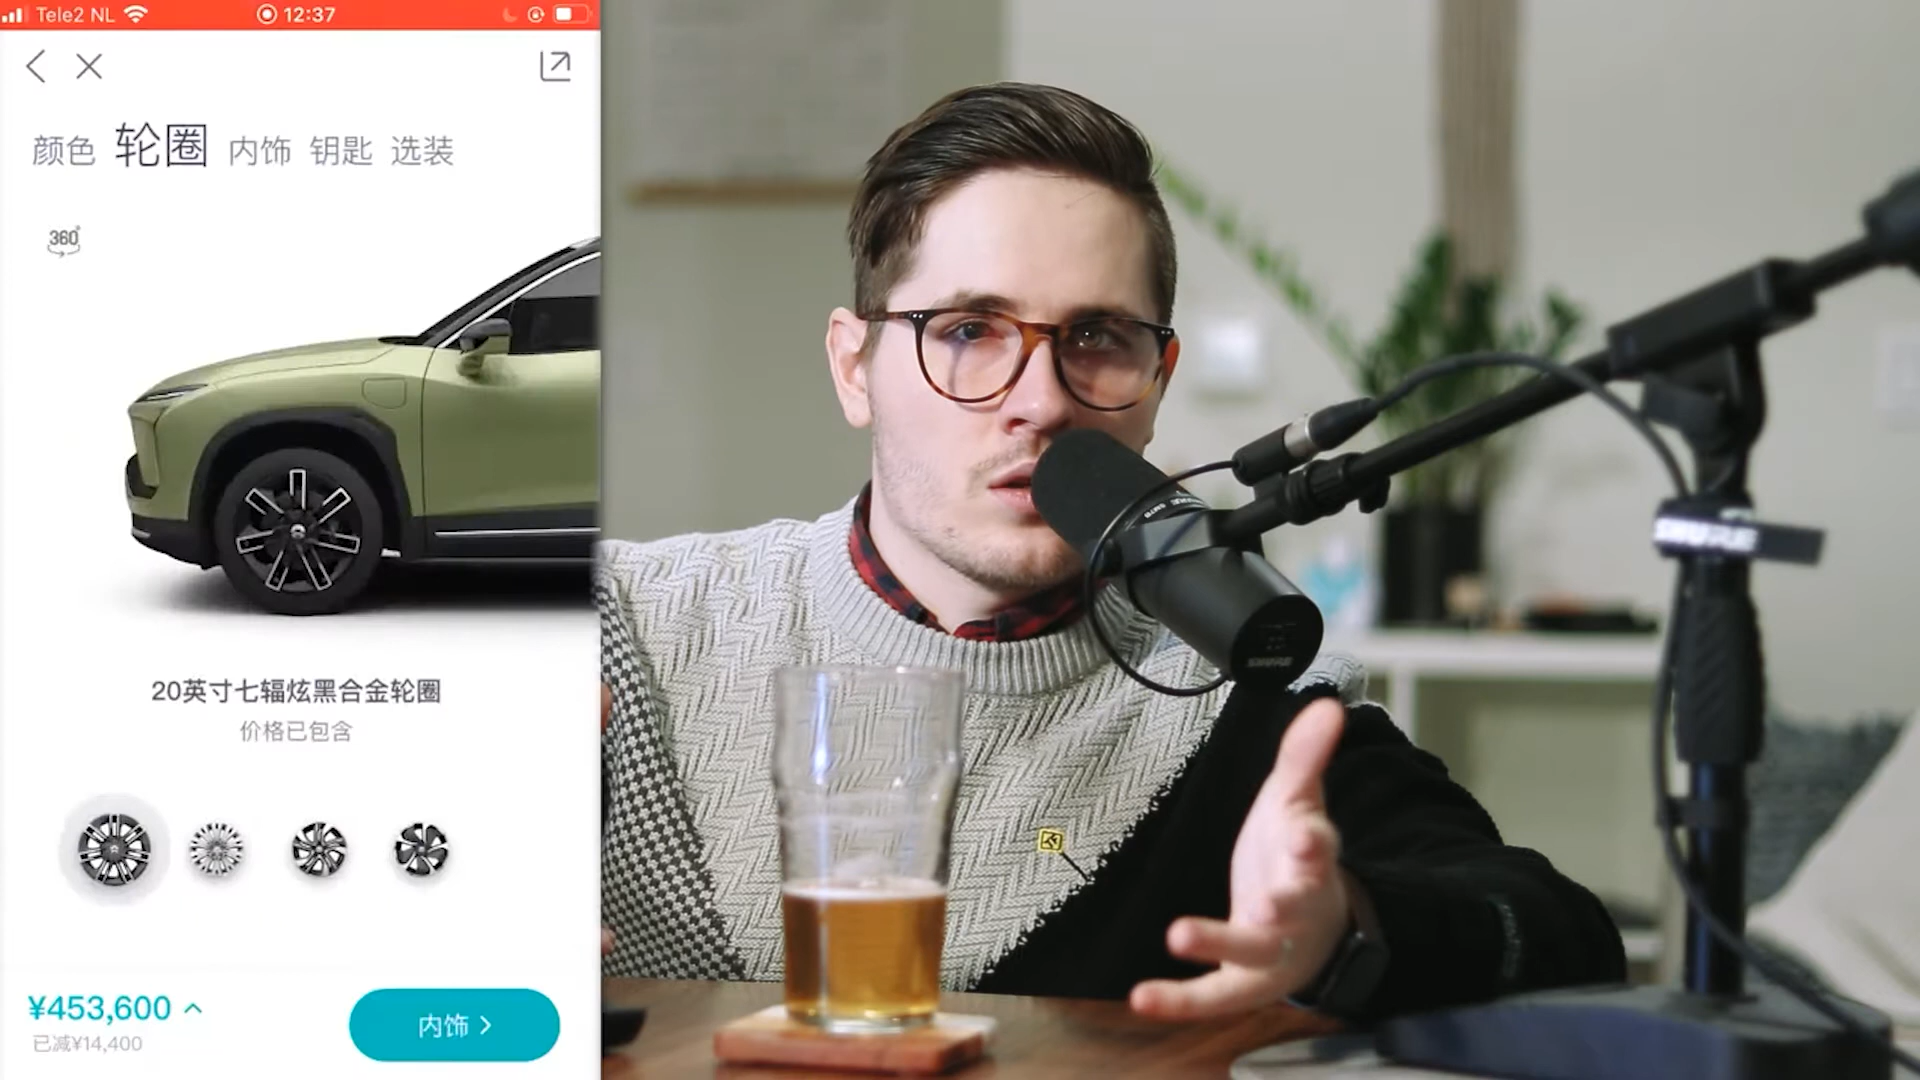 Tele2 NL 12:37
颜色 轮圈 内饰 钥匙 选装
360°
20英寸七辐炫黑合金轮圈
价格已包含
¥453,600
已减¥14,400
内饰
SHURE
SHURE